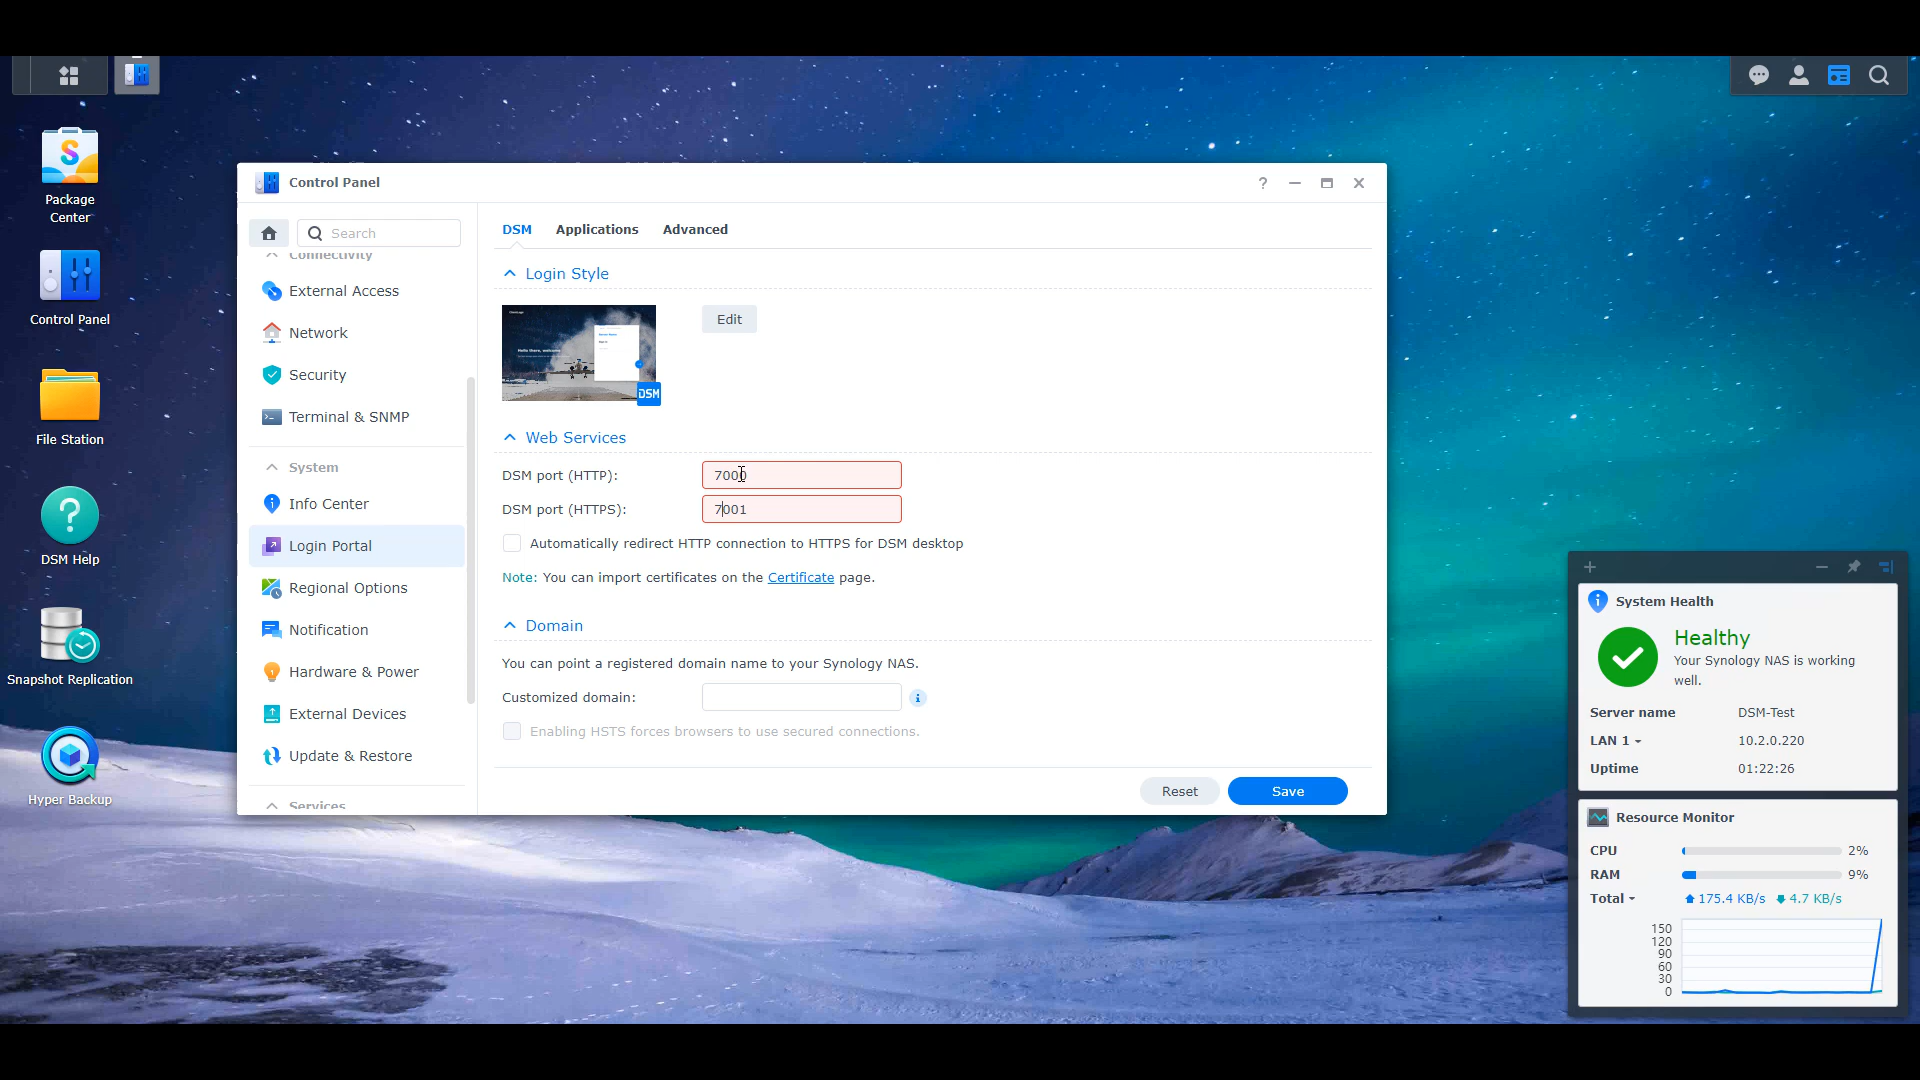 Package
Center
Control Panel
File Station
DSM Help
Snapshot Replication
Hyper Backup
Control Panel
Search
Connectivity
External Access
Network
Security
Terminal & SNMP
System
Info Center
Login Portal
Regional Options
Notification
Hardware & Power
External Devices
Update & Restore
Services
DSM Applications Advanced
Login Style
DSM
Edit
Web Services
DSM port (HTTP): 7000
DSM port (HTTPS): 7001
Automatically redirect HTTP connection to HTTPS for DSM desktop
Note: You can import certificates on the Certificate page.
Domain
You can point a registered domain name to your Synology NAS.
Customized domain:
Enabling HSTS forces browsers to use secured connections.
Reset Save
System Health
Healthy
Your Synology NAS is working
well.
Server name DSM-Test
LAN 1 10.2.0.220
Uptime 01:22:26
Resource Monitor
CPU 2%
RAM 9%
Total 175.4 KB/s 4.7 KB/s
150
120
90
60
30
0